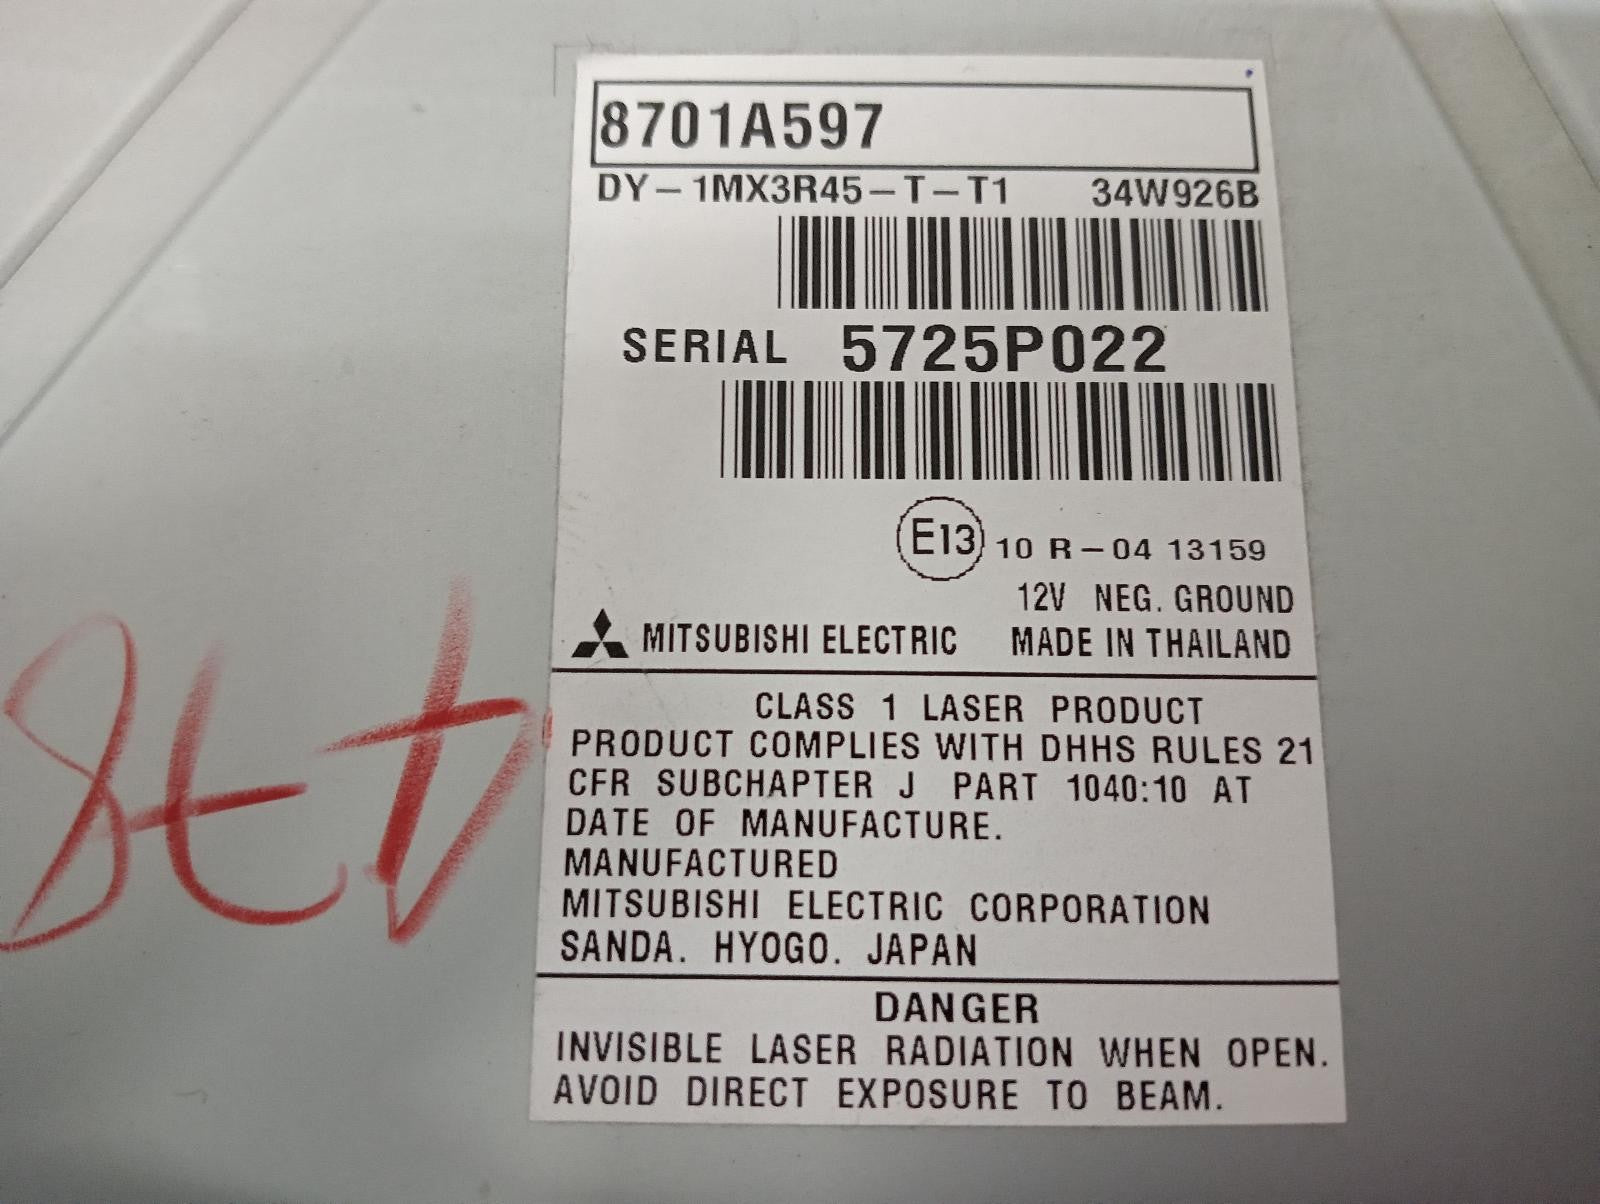 8701A597
DY-1MX3R45-T-T1 34W926B
SERIAL 5725P022
E13 10 R-04 13159
12V NEG. GROUND
MITSUBISHI ELECTRIC MADE IN THAILAND
CLASS 1 LASER PRODUCT
PRODUCT COMPLIES WITH DHHS RULES 21
CFR SUBCHAPTER J PART 1040:10 AT
DATE OF MANUFACTURE.
MANUFACTURED
MITSUBISHI ELECTRIC CORPORATION
SANDA. HYOGO. JAPAN
DANGER
INVISIBLE LASER RADIATION WHEN OPEN.
AVOID DIRECT EXPOSURE TO BEAM.